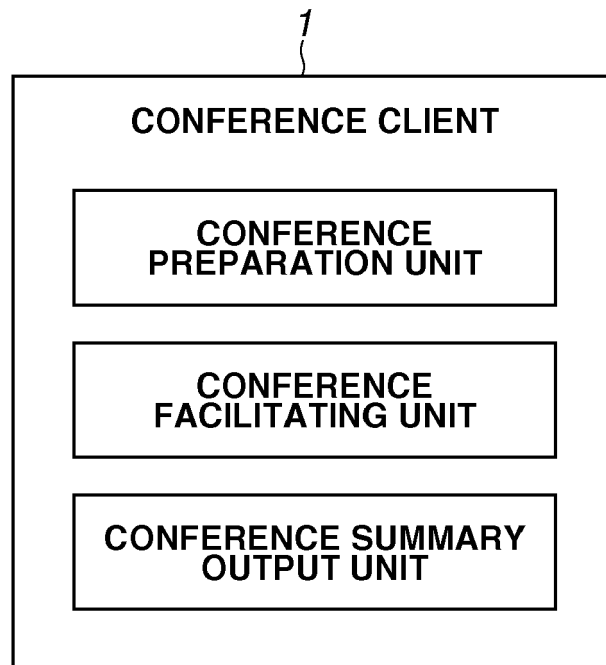 1
CONFERENCE CLIENT
CONFERENCE
PREPARATION UNIT
CONFERENCE
FACILITATING UNIT
CONFERENCE SUMMARY
OUTPUT UNIT